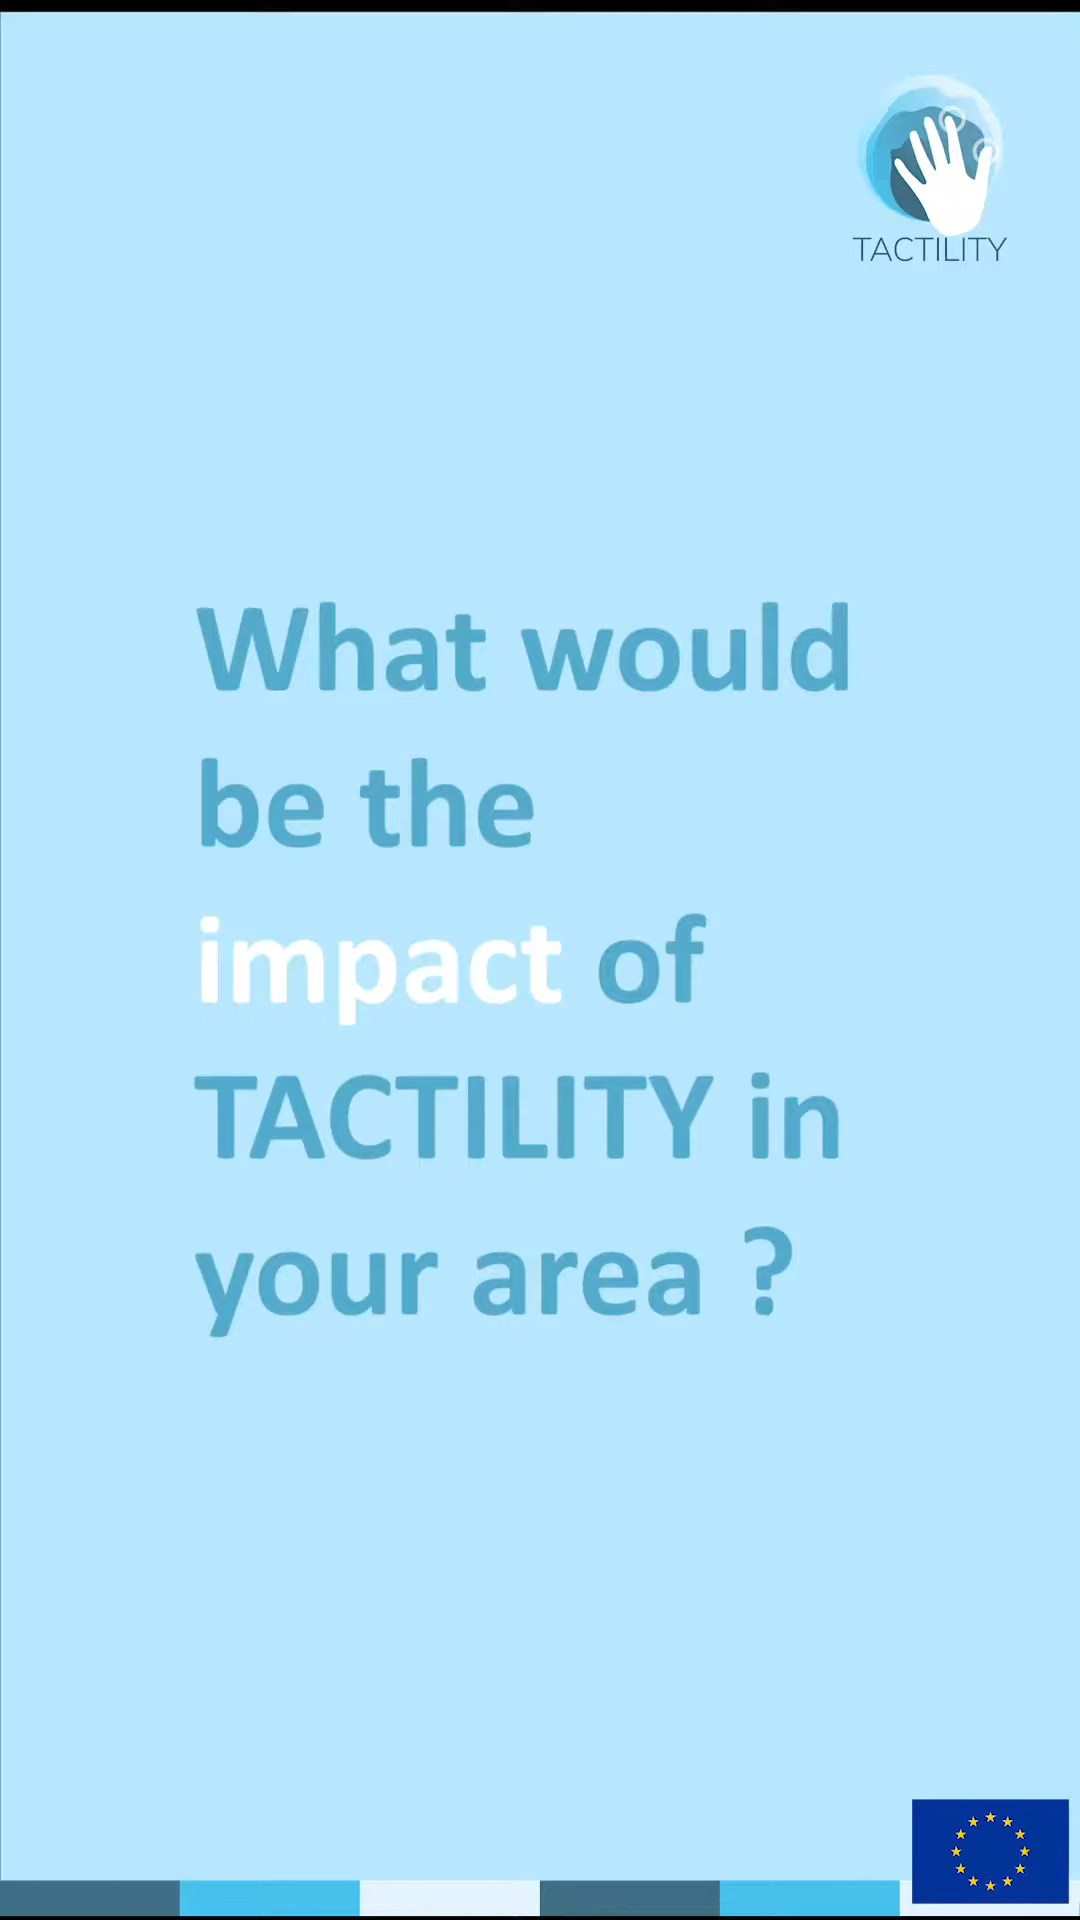 TACTILITY
What would
be the
impact of
TACTILITY in
your area ?